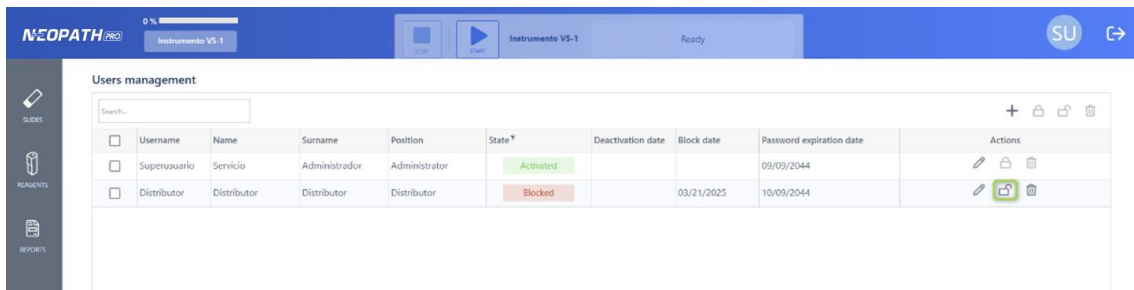 NEOPATH PRO
0 %
Instrumento VS-1
STOP
START
Instrumento VS-1
Ready
SU
SLIDES
REAGENTS
REPORTS
Users management
Search...
Username Name Surname Position State Deactivation date Block date Password expiration date Actions
Superusuario Servicio Administrador Administrator Activated 09/09/2044
Distributor Distributor Distributor Distributor Blocked 03/21/2025 10/09/2044